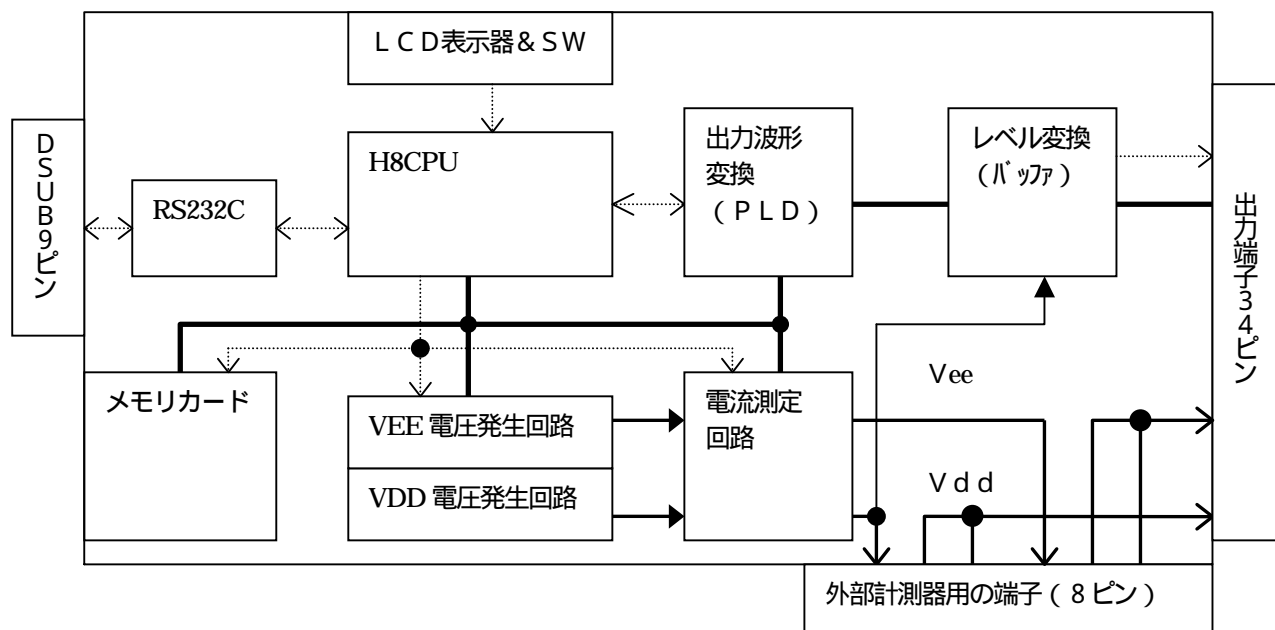 LCD表示器&SW
DSUB9ピン
RS232C
H8CPU
出力波形
変換
(PLD)
レベル変換
(バッファ)
出力端子34ピン
メモリカード
VEE 電圧発生回路
VDD 電圧発生回路
電流測定
回路
Vee
Vdd
外部計測器用の端子(8ピン)